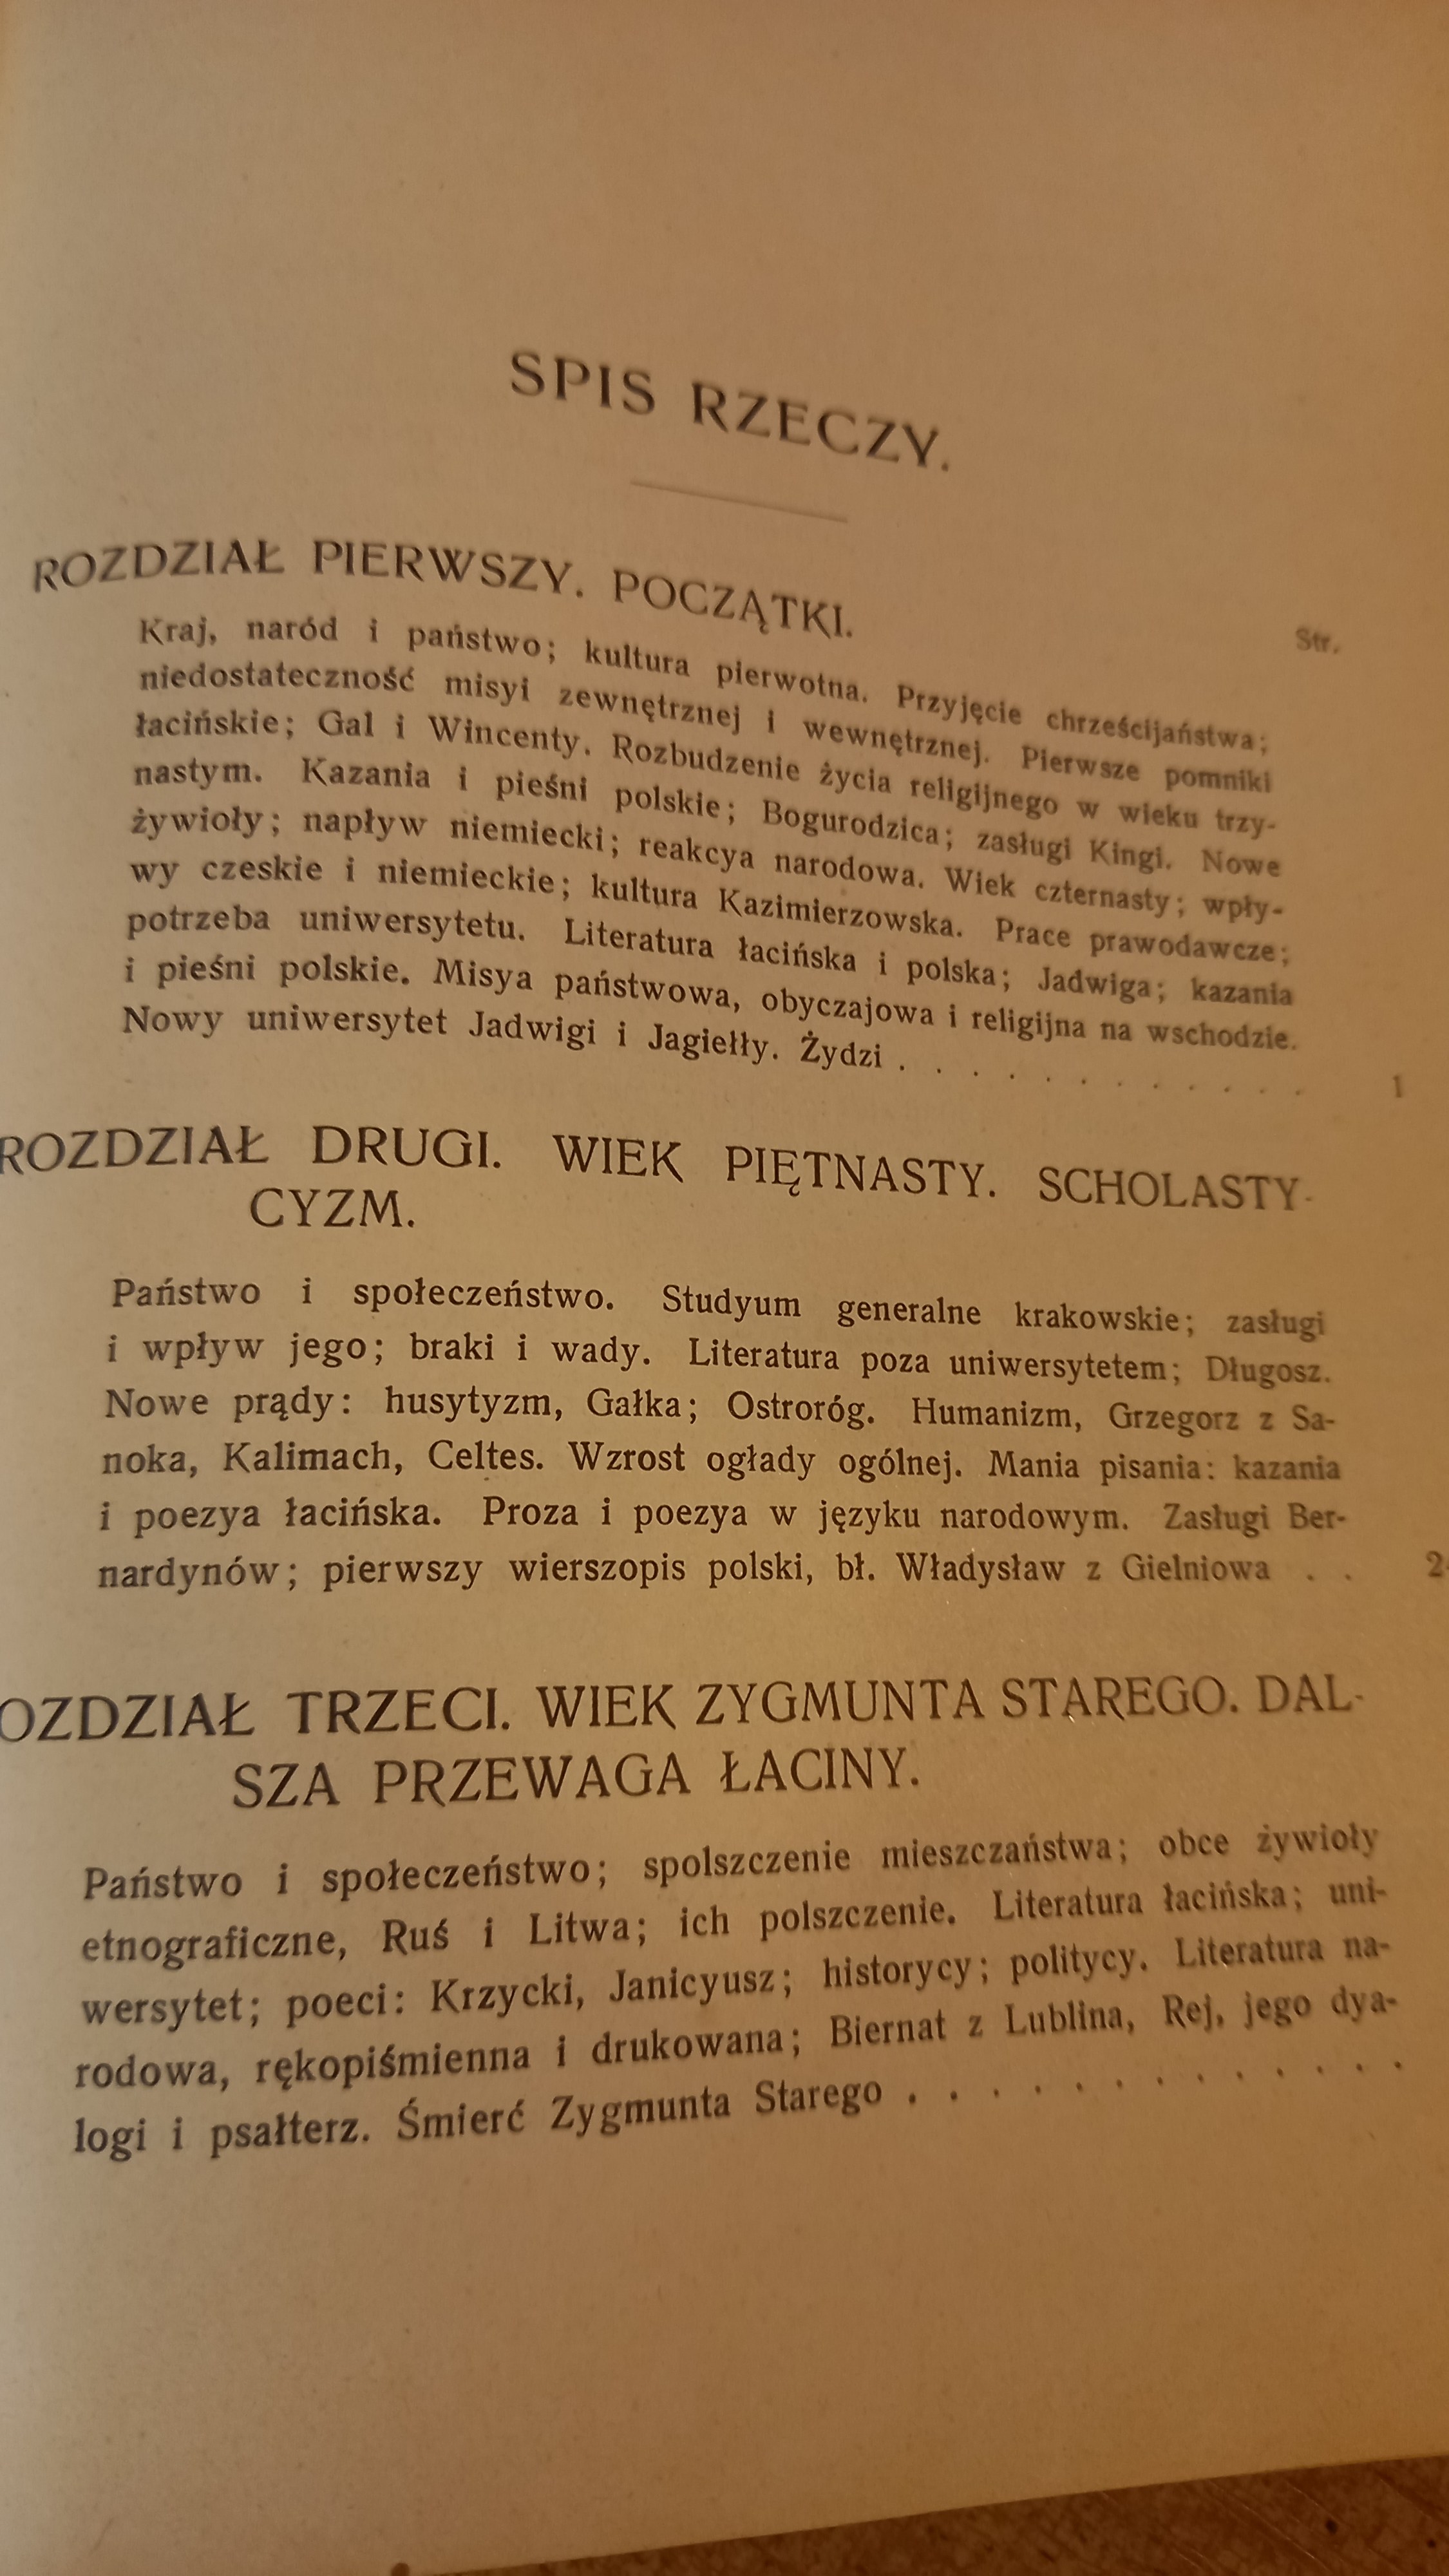 SPIS RZECZY.
ROZDZIAŁ PIERWSZY. POCZĄTKI.
Str.
Kraj, naród i państwo; kultura pierwotna. Przyjęcie chrześcijaństwa;
niedostateczność misyi zewnętrznej i wewnętrznej. Pierwsze pomniki
łacińskie; Gal i Wincenty. Rozbudzenie życia religijnego w wieku trzy-
nastym. Kazania i pieśni polskie; Bogurodzica; zasługi Kingi. Nowe
żywioły; napływ niemiecki; reakcya narodowa. Wiek czternasty; wpły-
wy czeskie i niemieckie; kultura Kazimierzowska. Prace prawodawcze;
potrzeba uniwersytetu. Literatura łacińska i polska; Jadwiga; kazania
i pieśni polskie. Misya państwowa, obyczajowa i religijna na wschodzie.
Nowy uniwersytet Jadwigi i Jagiełły. Żydzi . . . . . . . . . . . . 1
ROZDZIAŁ DRUGI. WIEK PIĘTNASTY. SCHOLASTY-
CYZM.
Państwo i społeczeństwo. Studyum generalne krakowskie; zasługi
i wpływ jego; braki i wady. Literatura poza uniwersytetem; Długosz.
Nowe prądy: husytyzm, Gałka; Ostroróg. Humanizm, Grzegorz z Sa-
noka, Kalimach, Celtes. Wzrost ogłady ogólnej. Mania pisania: kazania
i poezya łacińska. Proza i poezya w języku narodowym. Zasługi Ber-
nardynów; pierwszy wierszopis polski, bł. Władysław z Gielniowa . .
OZDZIAŁ TRZECI. WIEK ZYGMUNTA STAREGO. DAL-
SZA PRZEWAGA ŁACINY.
Państwo i społeczeństwo; spolszczenie mieszczaństwa; obce żywioły
etnograficzne, Ruś i Litwa; ich polszczenie. Literatura łacińska; uni-
wersytet; poeci: Krzycki, Janicyusz; historycy; politycy. Literatura na-
rodowa, rękopiśmienna i drukowana; Biernat z Lublina, Rej, jego dya-
logi i psałterz. Śmierć Zygmunta Starego . . . . . . . . . . . . .